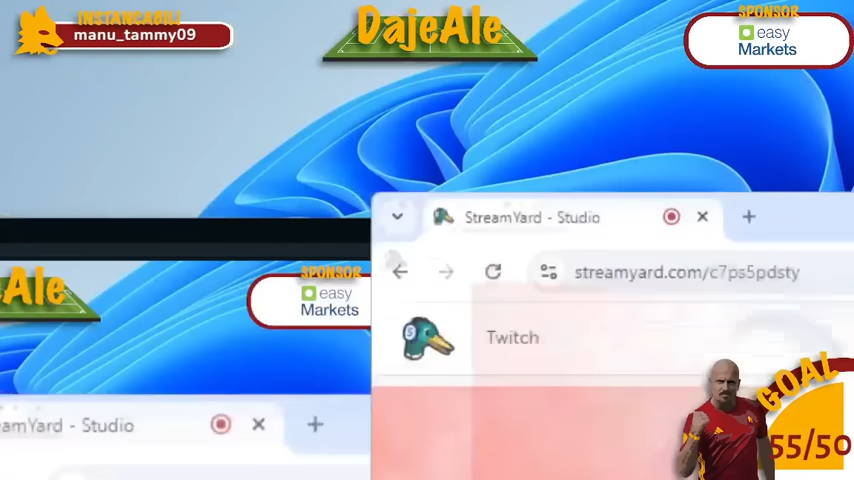 INSTANCABILI
manu_tammy09
DajeAle
SPONSOR
easy
Markets
StreamYard - Studio
streamyard.com/c7ps5pdsty
Twitch
Ale
SPONSOR
easy
Markets
eamYard - Studio
GOAL
55/50